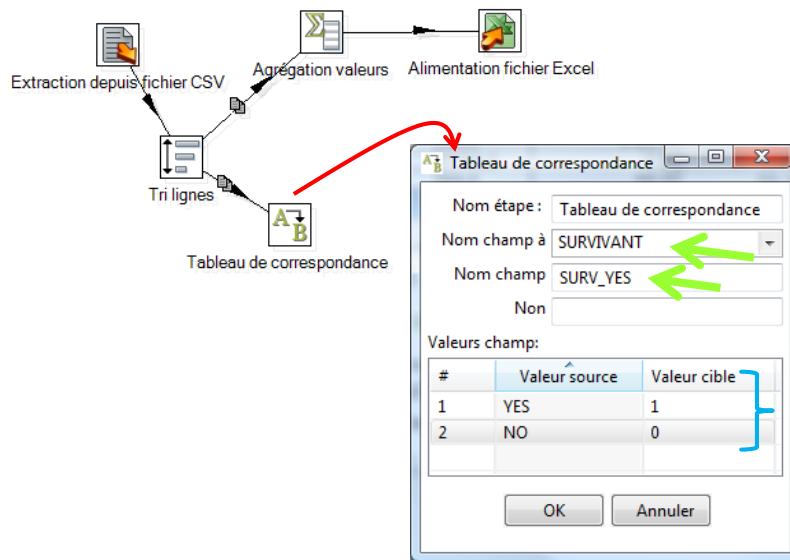 Extraction depuis fichier CSV
Agrégation valeurs
Alimentation fichier Excel
Tri lignes
A B
Tableau de correspondance
A B Tableau de correspondance
Nom étape : Tableau de correspondance
Nom champ à SURVIVANT
Nom champ SURV_YES
Non
Valeurs champ:
# Valeur source Valeur cible
1 YES 1
2 NO 0
OK Annuler